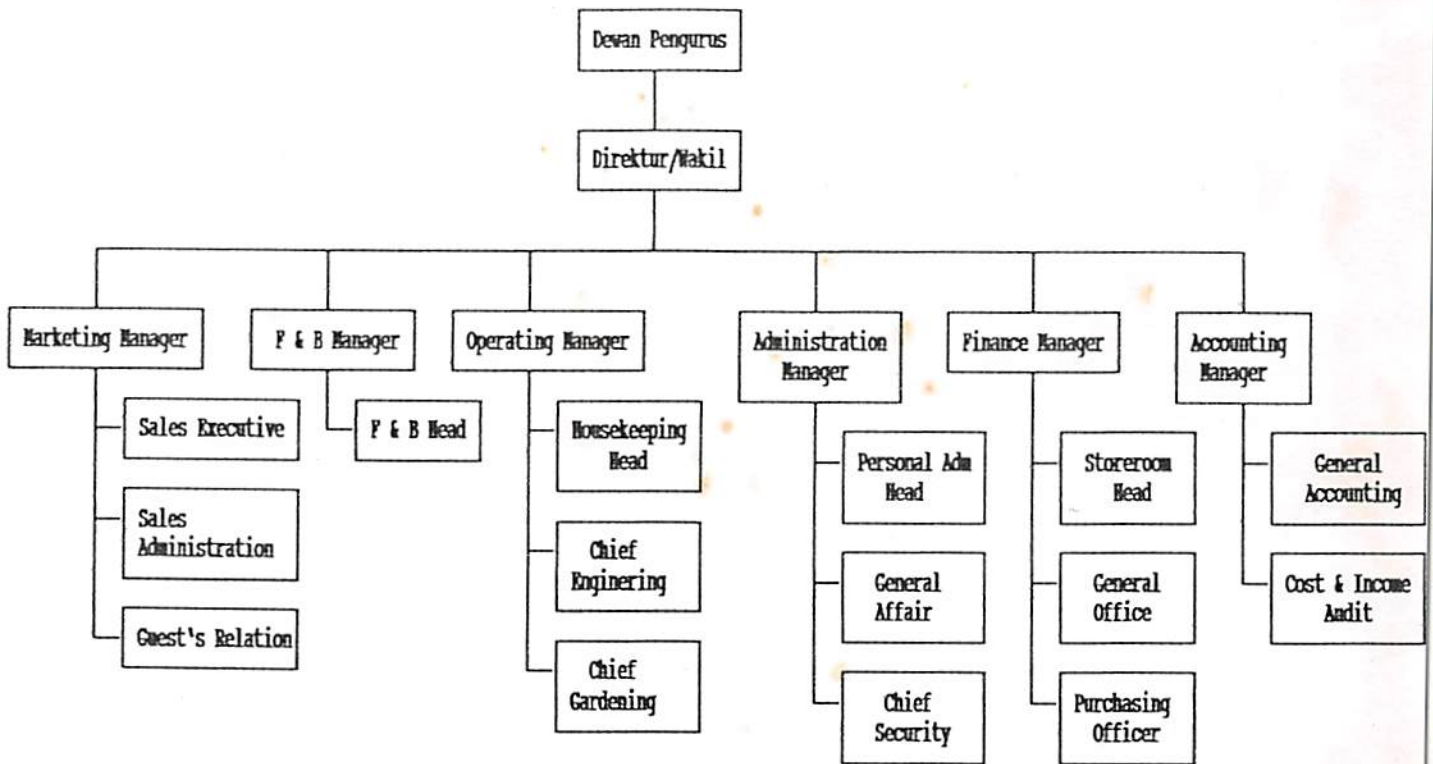 Dewan Pengurus
Direktur/Wakil
Marketing Manager
F & B Manager
Operating Manager
Administration
Manager
Finance Manager
Accounting
Manager
Sales Executive
Sales
Administration
Guest's Relation
F & B Head
Housekeeping
Head
Chief
Enginering
Chief
Gardening
Personal Adm
Head
General
Affair
Chief
Security
Storeroom
Head
General
Office
Purchasing
Officer
General
Accounting
Cost & Income
Audit